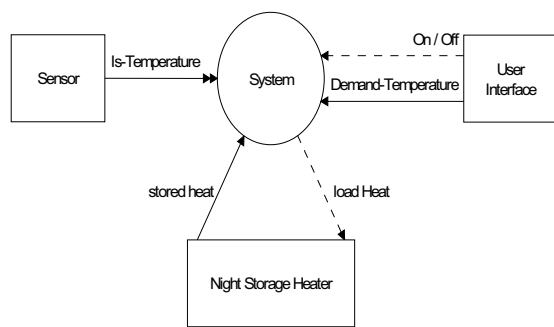 On / Off
Is-Temperature
Sensor
System
User
Interface
Demand-Temperature
stored heat
load Heat
Night Storage Heater